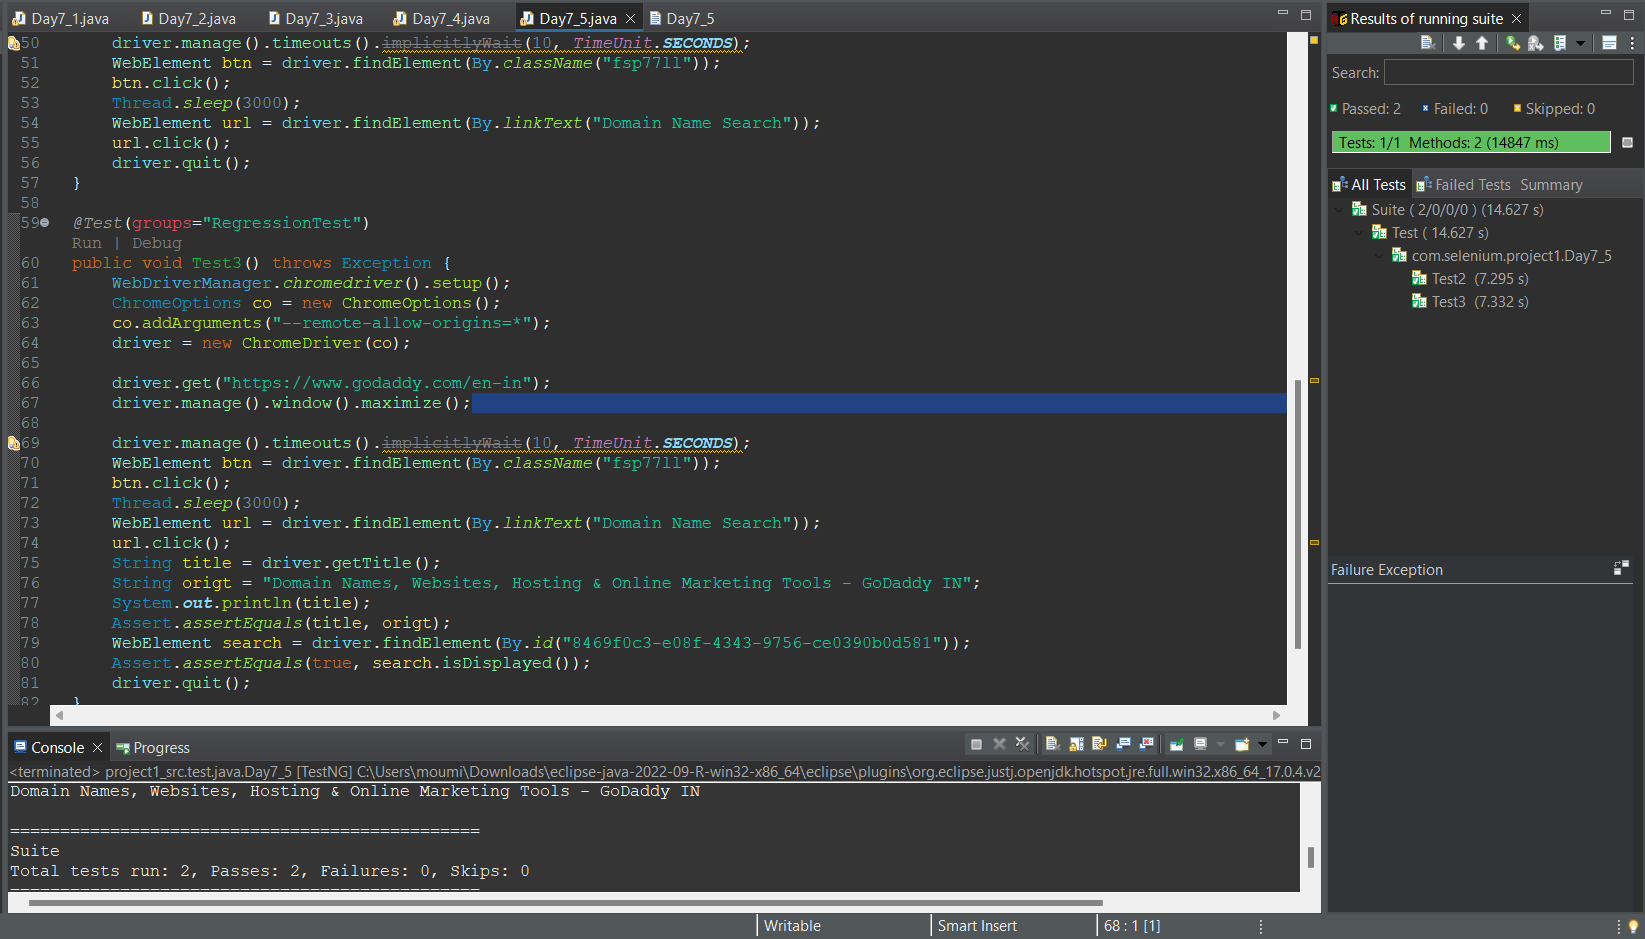 Day7_1.java Day7_2.java Day7_3.java Day7_4.java Day7_5.java Day7_5
50 driver.manage().timeouts().implicitlyWait(10, TimeUnit.SECONDS);
51 WebElement btn = driver.findElement(By.className("fsp77ll"));
52 btn.click();
53 Thread.sleep(3000);
54 WebElement url = driver.findElement(By.linkText("Domain Name Search"));
55 url.click();
56 driver.quit();
57 }
58
59 @Test(groups="RegressionTest")
Run | Debug
60 public void Test3() throws Exception {
61 WebDriverManager.chromedriver().setup();
62 ChromeOptions co = new ChromeOptions();
63 co.addArguments("--remote-allow-origins=*");
64 driver = new ChromeDriver(co);
65
66 driver.get("https://www.godaddy.com/en-in");
67 driver.manage().window().maximize();
68
69 driver.manage().timeouts().implicitlyWait(10, TimeUnit.SECONDS);
70 WebElement btn = driver.findElement(By.className("fsp77ll"));
71 btn.click();
72 Thread.sleep(3000);
73 WebElement url = driver.findElement(By.linkText("Domain Name Search"));
74 url.click();
75 String title = driver.getTitle();
76 String origt = "Domain Names, Websites, Hosting & Online Marketing Tools - GoDaddy IN";
77 System.out.println(title);
78 Assert.assertEquals(title, origt);
79 WebElement search = driver.findElement(By.id("8469f0c3-e08f-4343-9756-ce0390b0d581"));
80 Assert.assertEquals(true, search.isDisplayed());
81 driver.quit();
82 }
Results of running suite
Search:
Passed: 2 Failed: 0 Skipped: 0
Tests: 1/1 Methods: 2 (14847 ms)
All Tests Failed Tests Summary
Suite ( 2/0/0/0 ) (14.627 s)
Test ( 14.627 s)
com.selenium.project1.Day7_5
Test2 (7.295 s)
Test3 (7.332 s)
Failure Exception
Console Progress
<terminated> project1_src.test.java.Day7_5 [TestNG] C:\Users\moumi\Downloads\eclipse-java-2022-09-R-win32-x86_64\eclipse\plugins\org.eclipse.justj.openjdk.hotspot.jre.full.win32.x86_64_17.0.4.v2
Domain Names, Websites, Hosting & Online Marketing Tools - GoDaddy IN
===============================================
Suite
Total tests run: 2, Passes: 2, Failures: 0, Skips: 0
===============================================
Writable Smart Insert 68 : 1 [1]